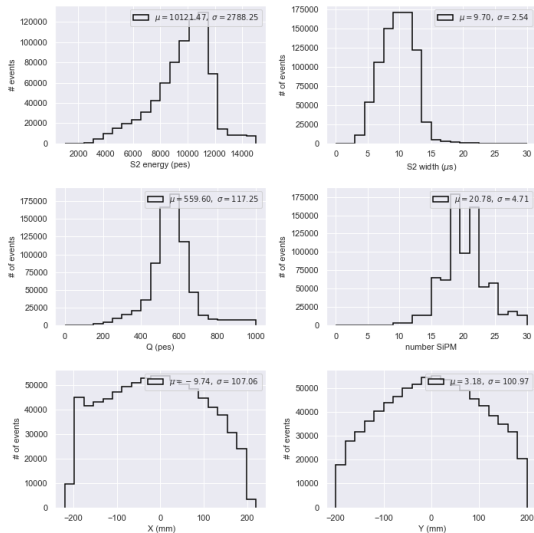 μ = 10121.47, σ = 2788.25
120000
100000
80000
60000
40000
20000
0
# of events
2000 4000 6000 8000 10000 12000 14000
S2 energy (pes)
μ = 9.70, σ = 2.54
175000
150000
125000
100000
75000
50000
25000
0
# of events
0 5 10 15 20 25 30
S2 width (μs)
μ = 559.60, σ = 117.25
175000
150000
125000
100000
75000
50000
25000
0
# of events
0 200 400 600 800 1000
Q (pes)
μ = 20.78, σ = 4.71
175000
150000
125000
100000
75000
50000
25000
0
# of events
0 5 10 15 20 25 30
number SiPM
μ = −9.74, σ = 107.06
50000
40000
30000
20000
10000
0
# of events
−200 −100 0 100 200
X (mm)
μ = 3.18, σ = 100.97
50000
40000
30000
20000
10000
0
# of events
−200 −100 0 100 200
Y (mm)